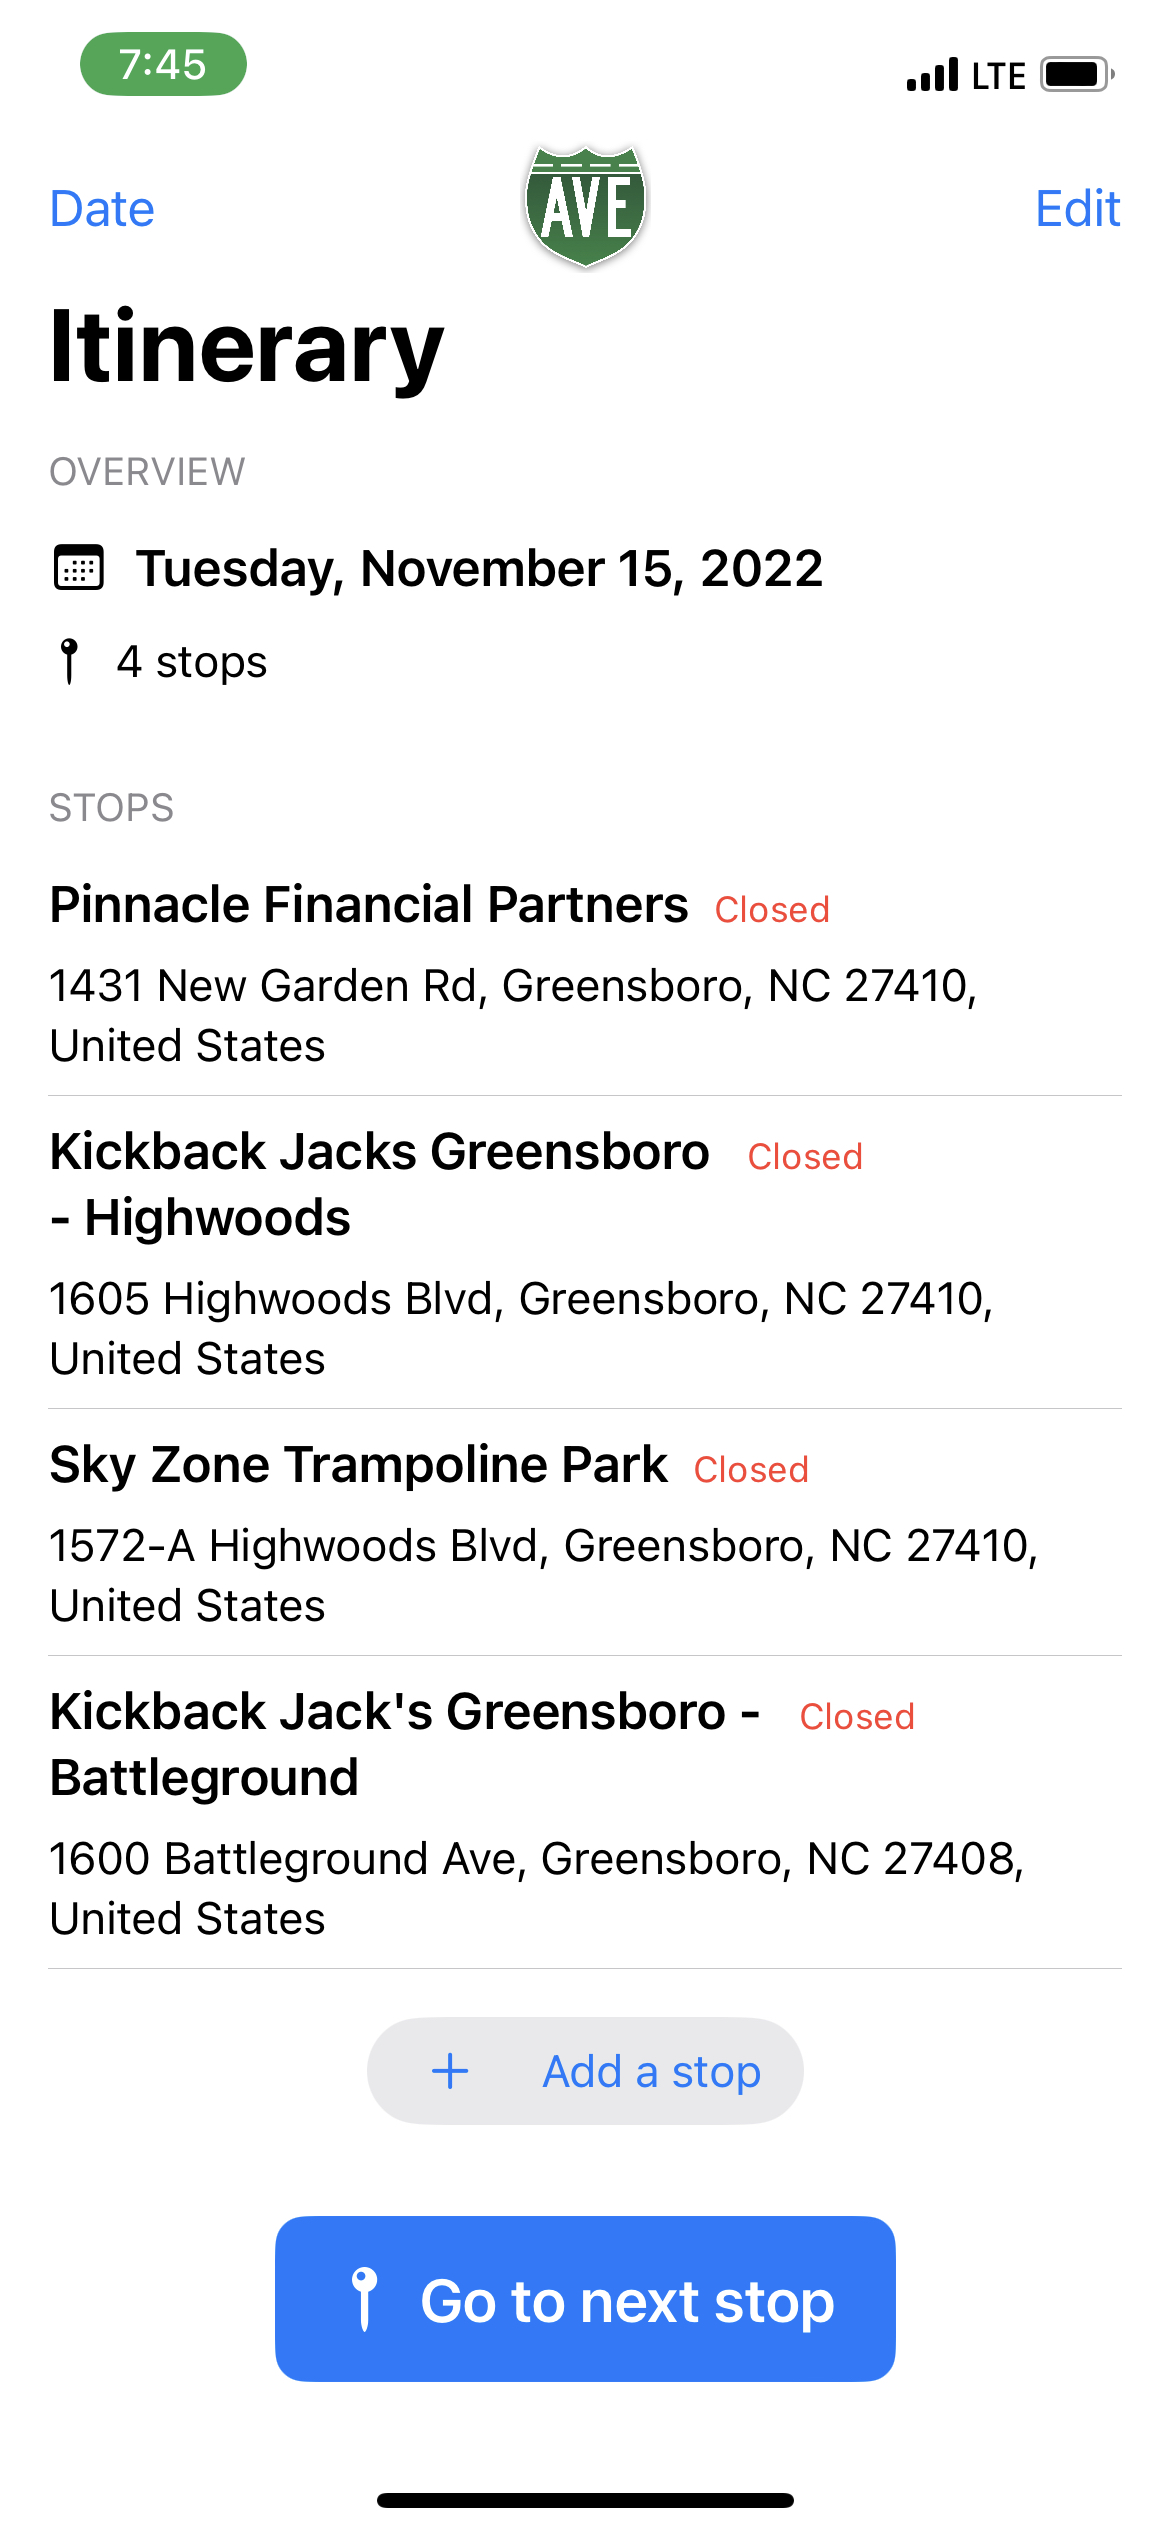 7:45
LTE
Date
AVE
Edit
Itinerary
OVERVIEW
Tuesday, November 15, 2022
4 stops
STOPS
Pinnacle Financial Partners Closed
1431 New Garden Rd, Greensboro, NC 27410,
United States
Kickback Jacks Greensboro Closed
- Highwoods
1605 Highwoods Blvd, Greensboro, NC 27410,
United States
Sky Zone Trampoline Park Closed
1572-A Highwoods Blvd, Greensboro, NC 27410,
United States
Kickback Jack's Greensboro - Closed
Battleground
1600 Battleground Ave, Greensboro, NC 27408,
United States
+ Add a stop
Go to next stop